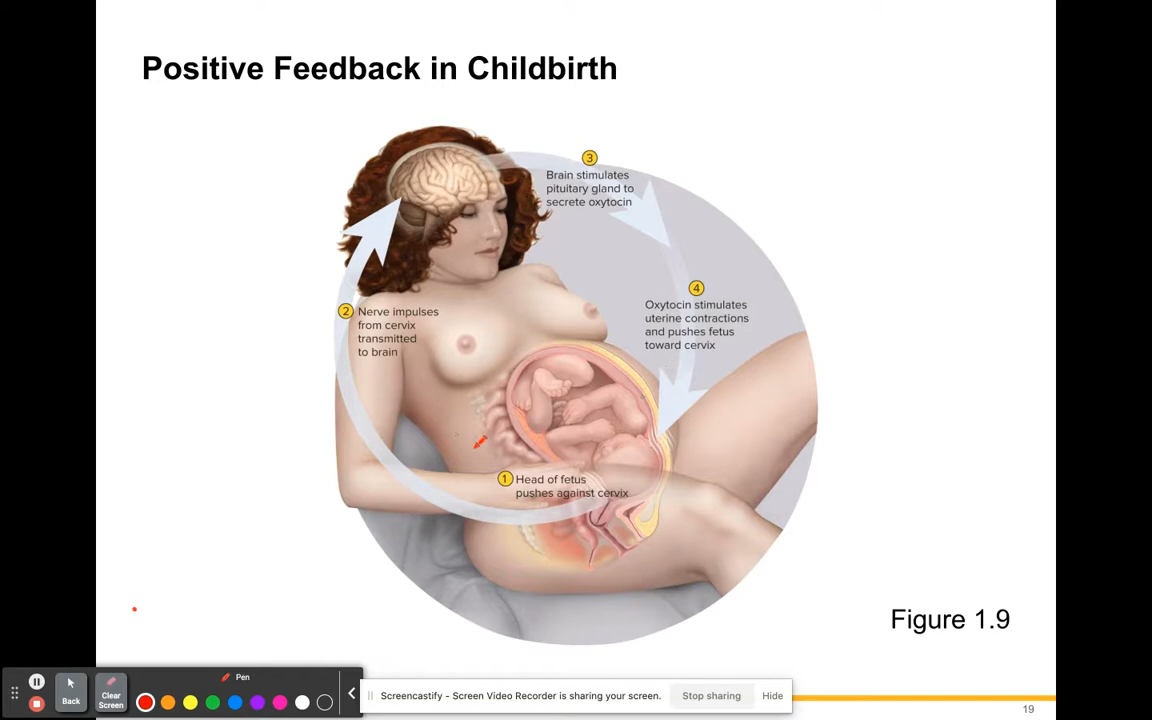 Positive Feedback in Childbirth
3
Brain stimulates
pituitary gland to
secrete oxytocin
4
Oxytocin stimulates
uterine contractions
and pushes fetus
toward cervix
2 Nerve impulses
from cervix
transmitted
to brain
1 Head of fetus
pushes against cervix
Figure 1.9
Pen
Back
Clear
Screen
Screencastify - Screen Video Recorder is sharing your screen.
Stop sharing
Hide
19